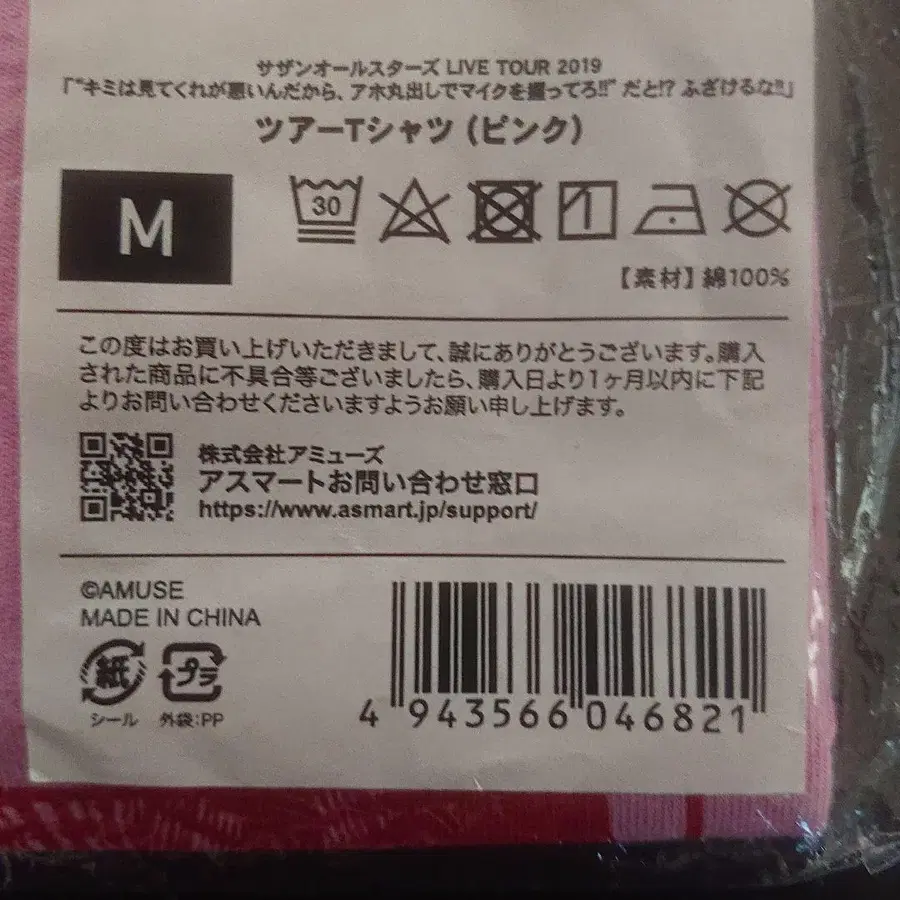 サザンオールスターズ LIVE TOUR 2019
「“キミは見てくれが悪いんだから、アホ丸出しでマイクを握ってろ!!” だと!? ふざけるな!!」
ツアーTシャツ (ピンク)
M
30
【素材】綿100%
この度はお買い上げいただきまして、誠にありがとうございます。購入
された商品に不具合等ございましたら、購入日より1ヶ月以内に下記
よりお問い合わせくださいますようお願い申し上げます。
株式会社アミューズ
アスマートお問い合わせ窓口
https://www.asmart.jp/support/
©AMUSE
MADE IN CHINA
紙 プラ
シール 外袋:PP
4 943566 046821